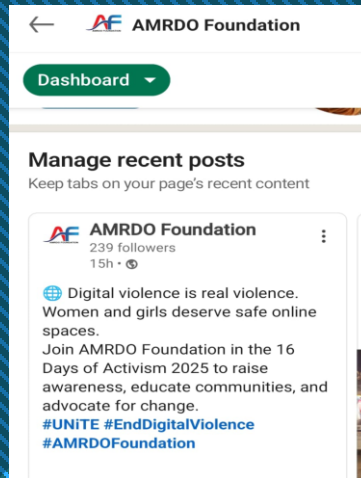 AF AMRDO Foundation
Dashboard
Manage recent posts
Keep tabs on your page's recent content
AF AMRDO Foundation
239 followers
15h •
🌐 Digital violence is real violence.
Women and girls deserve safe online
spaces.
Join AMRDO Foundation in the 16
Days of Activism 2025 to raise
awareness, educate communities, and
advocate for change.
#UNiTE #EndDigitalViolence
#AMRDOFoundation